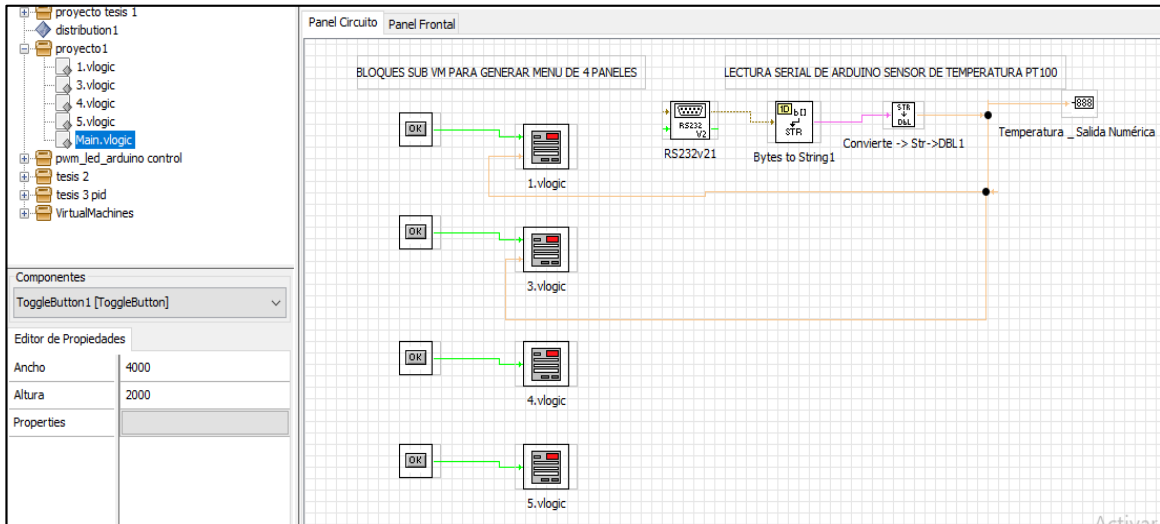 proyecto tesis 1
distribution1
proyecto1
1.vlogic
3.vlogic
4.vlogic
5.vlogic
Main.vlogic
pwm_led_arduino control
tesis 2
tesis 3 pid
VirtualMachines
Componentes
ToggleButton1 [ToggleButton]
Editor de Propiedades
Ancho 4000
Altura 2000
Properties
Panel Circuito Panel Frontal
BLOQUES SUB VM PARA GENERAR MENU DE 4 PANELES
LECTURA SERIAL DE ARDUINO SENSOR DE TEMPERATURA PT100
OK
1.vlogic
RS232
V2
RS232v21
1D b[]
STR
Bytes to String1
STR
DBL
Convierte -> Str->DBL1
-888
Temperatura _ Salida Numérica
OK
3.vlogic
OK
4.vlogic
OK
5.vlogic
Activar